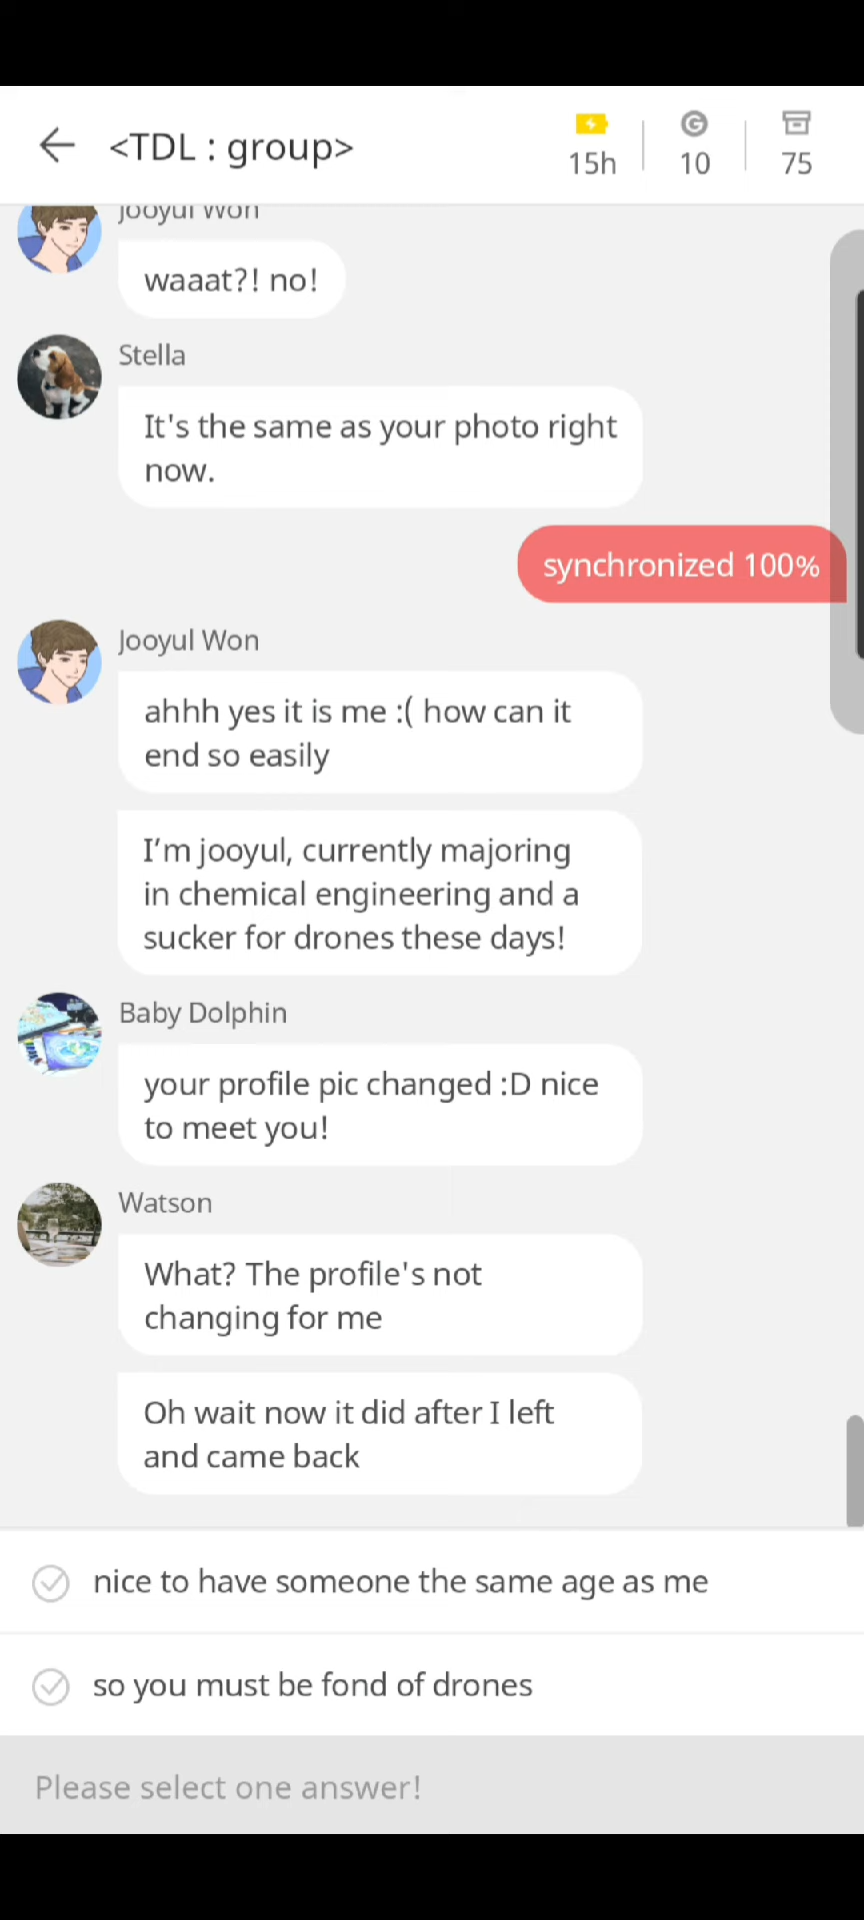 <TDL : group>
15h
10
75
Jooyul Won
waaat?! no!
Stella
It's the same as your photo right
now.
synchronized 100%
Jooyul Won
ahhh yes it is me :( how can it
end so easily
I'm jooyul, currently majoring
in chemical engineering and a
sucker for drones these days!
Baby Dolphin
your profile pic changed :D nice
to meet you!
Watson
What? The profile's not
changing for me
Oh wait now it did after I left
and came back
nice to have someone the same age as me
so you must be fond of drones
Please select one answer!